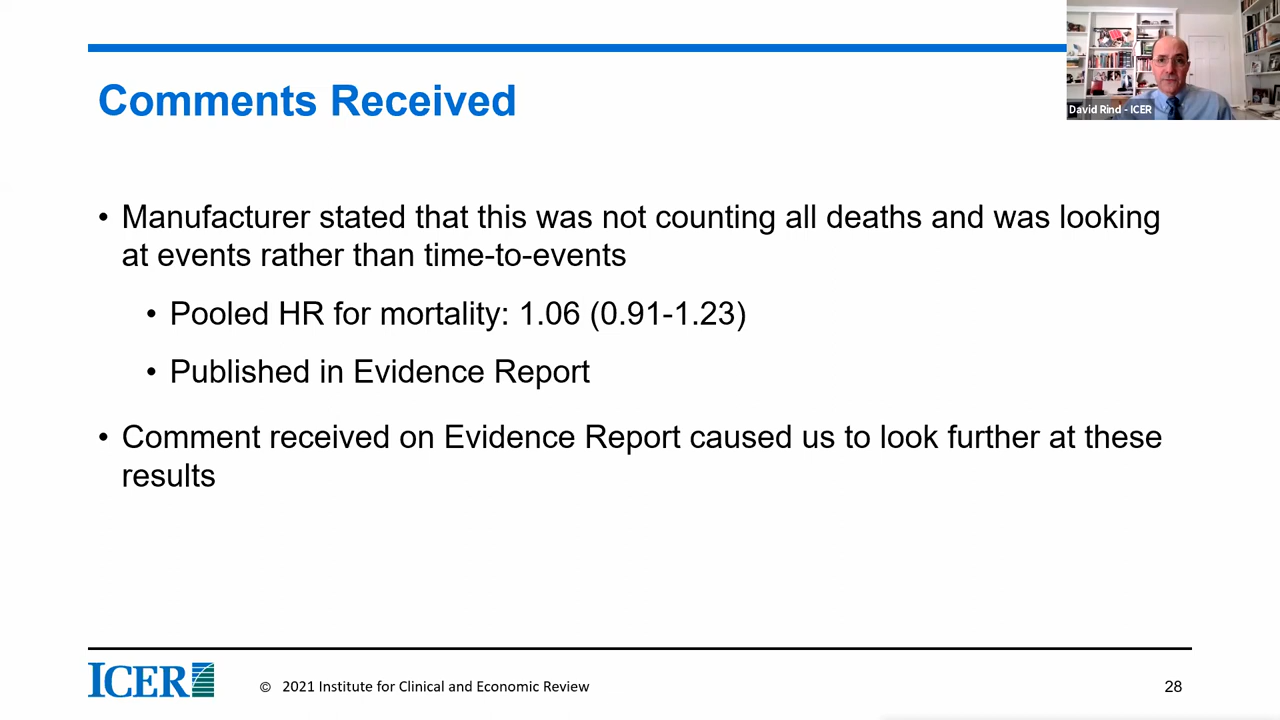 David Rind - ICER
Comments Received
• Manufacturer stated that this was not counting all deaths and was looking
at events rather than time-to-events
• Pooled HR for mortality: 1.06 (0.91-1.23)
• Published in Evidence Report
• Comment received on Evidence Report caused us to look further at these
results
ICER
© 2021 Institute for Clinical and Economic Review
28